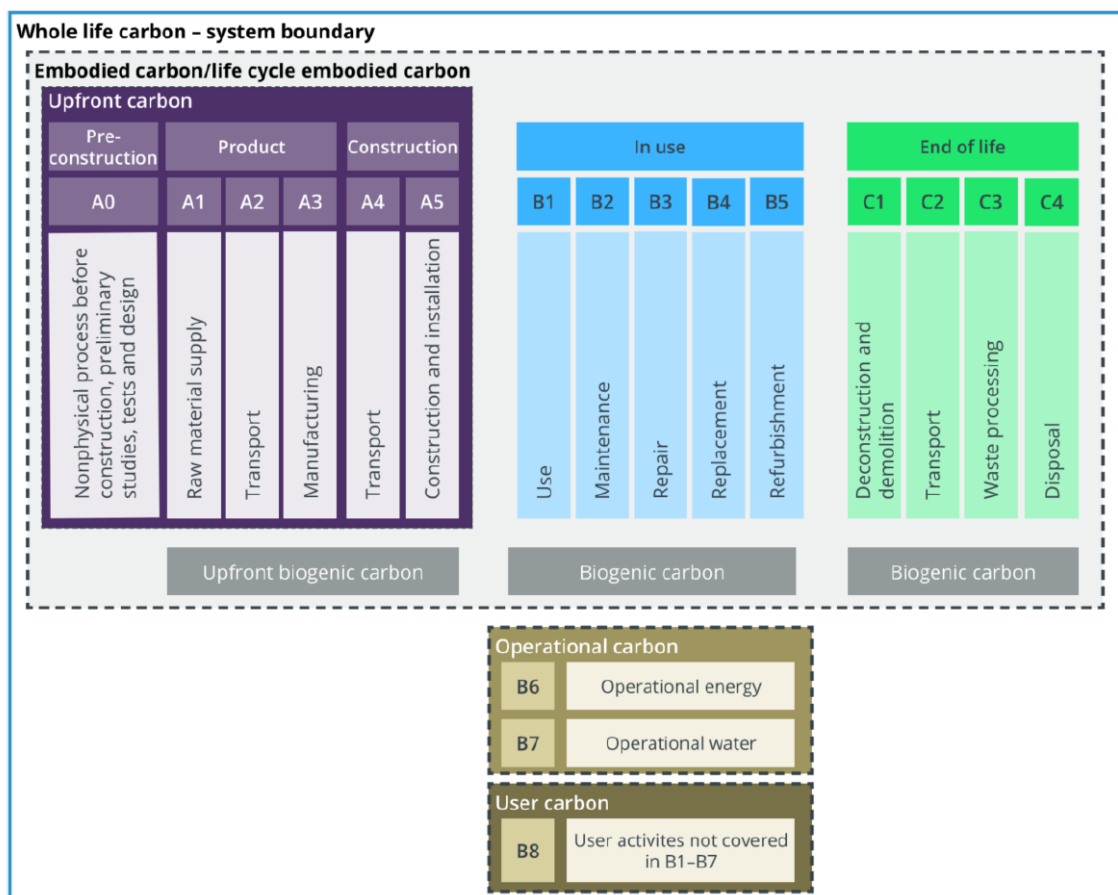 Whole life carbon – system boundary
Embodied carbon/life cycle embodied carbon
Upfront carbon
Pre-
construction
Product
Construction
In use
End of life
A0
A1
A2
A3
A4
A5
B1
B2
B3
B4
B5
C1
C2
C3
C4
Nonphysical process before
construction, preliminary
studies, tests and design
Raw material supply
Transport
Manufacturing
Transport
Construction and installation
Use
Maintenance
Repair
Replacement
Refurbishment
Deconstruction and
demolition
Transport
Waste processing
Disposal
Upfront biogenic carbon
Biogenic carbon
Biogenic carbon
Operational carbon
B6
Operational energy
B7
Operational water
User carbon
B8
User activites not covered
in B1–B7